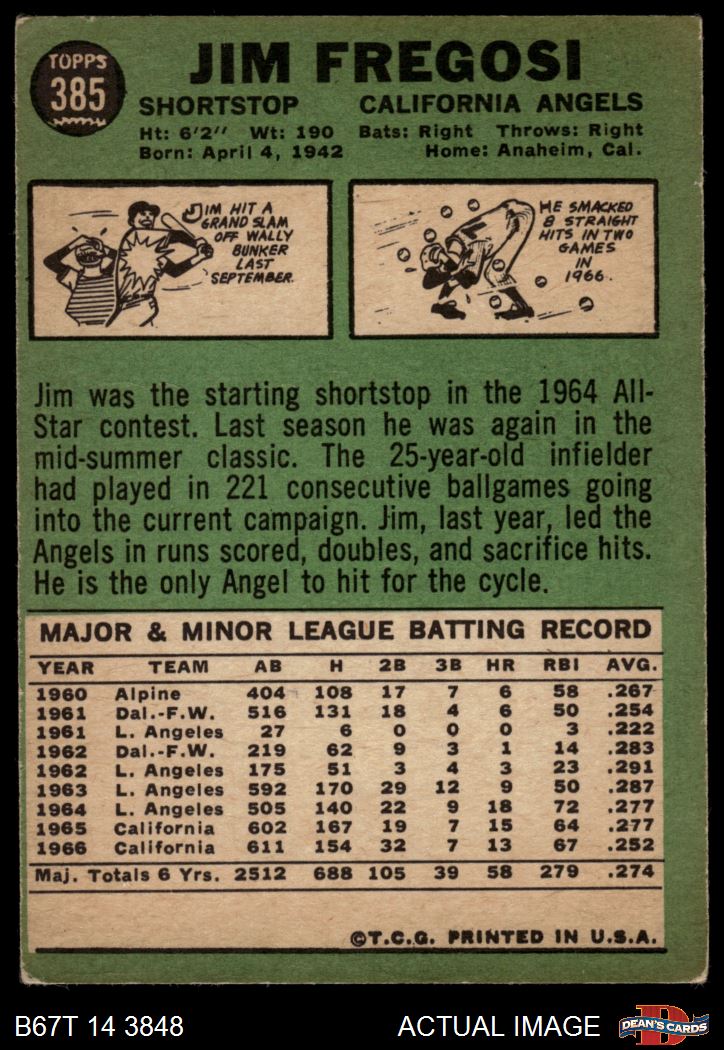 TOPPS
385
JIM FREGOSI
SHORTSTOP CALIFORNIA ANGELS
Ht: 6'2" Wt: 190 Bats: Right Throws: Right
Born: April 4, 1942 Home: Anaheim, Cal.
JIM HIT A
GRAND SLAM
OFF WALLY
BUNKER
LAST
SEPTEMBER.
HE SMACKED
8 STRAIGHT
HITS IN TWO
GAMES
IN
1966.
Jim was the starting shortstop in the 1964 All-
Star contest. Last season he was again in the
mid-summer classic. The 25-year-old infielder
had played in 221 consecutive ballgames going
into the current campaign. Jim, last year, led the
Angels in runs scored, doubles, and sacrifice hits.
He is the only Angel to hit for the cycle.
MAJOR & MINOR LEAGUE BATTING RECORD
YEAR TEAM AB H 2B 3B HR RBI AVG.
1960 Alpine 404 108 17 7 6 58 .267
1961 Dal.-F.W. 516 131 18 4 6 50 .254
1961 L. Angeles 27 6 0 0 0 3 .222
1962 Dal.-F.W. 219 62 9 3 1 14 .283
1962 L. Angeles 175 51 3 4 3 23 .291
1963 L. Angeles 592 170 29 12 9 50 .287
1964 L. Angeles 505 140 22 9 18 72 .277
1965 California 602 167 19 7 15 64 .277
1966 California 611 154 32 7 13 67 .252
Maj. Totals 6 Yrs. 2512 688 105 39 58 279 .274
©T.C.G. PRINTED IN U.S.A.
B67T 14 3848 ACTUAL IMAGE
D
DEAN'S CARDS